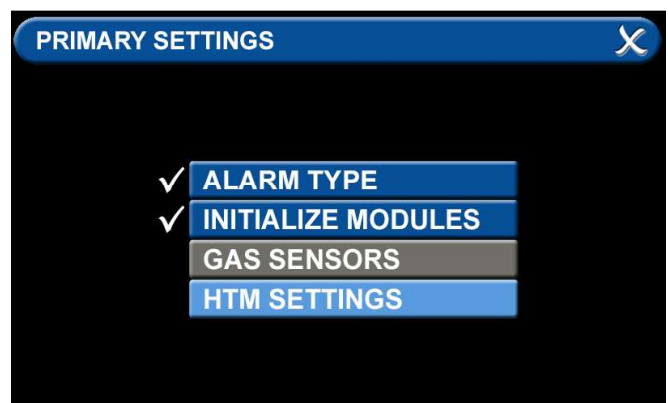 PRIMARY SETTINGS
ALARM TYPE
INITIALIZE MODULES
GAS SENSORS
HTM SETTINGS